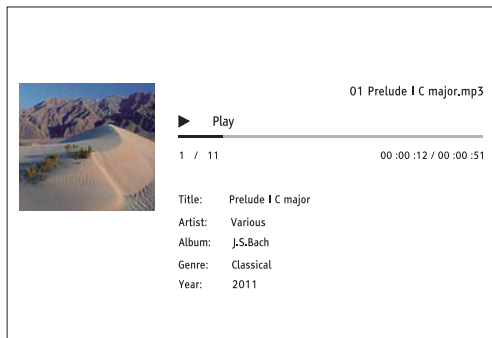 01 Prelude I C major.mp3
Play
1 / 11 00 :00 :12 / 00 :00 :51
Title: Prelude I C major
Artist: Various
Album: J.S.Bach
Genre: Classical
Year: 2011